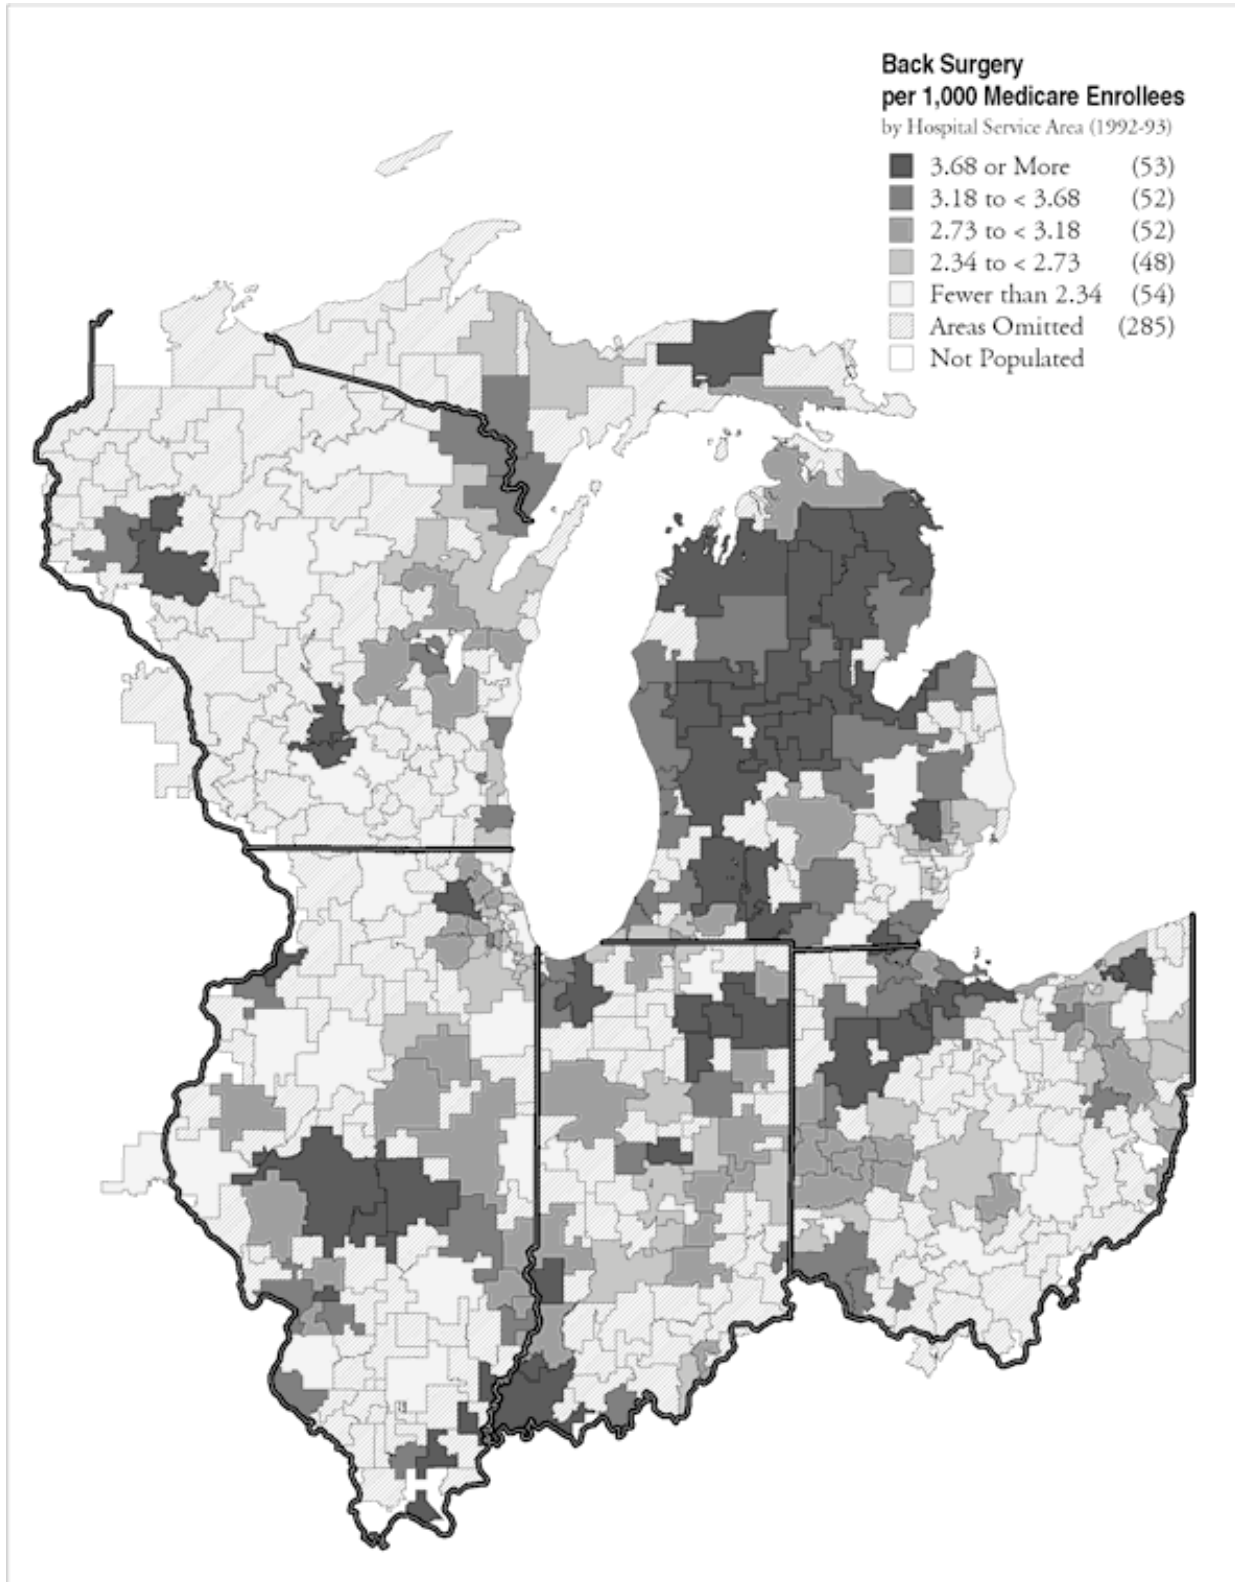 Back Surgery
per 1,000 Medicare Enrollees
by Hospital Service Area (1992-93)
3.68 or More (53)
3.18 to < 3.68 (52)
2.73 to < 3.18 (52)
2.34 to < 2.73 (48)
Fewer than 2.34 (54)
Areas Omitted (285)
Not Populated